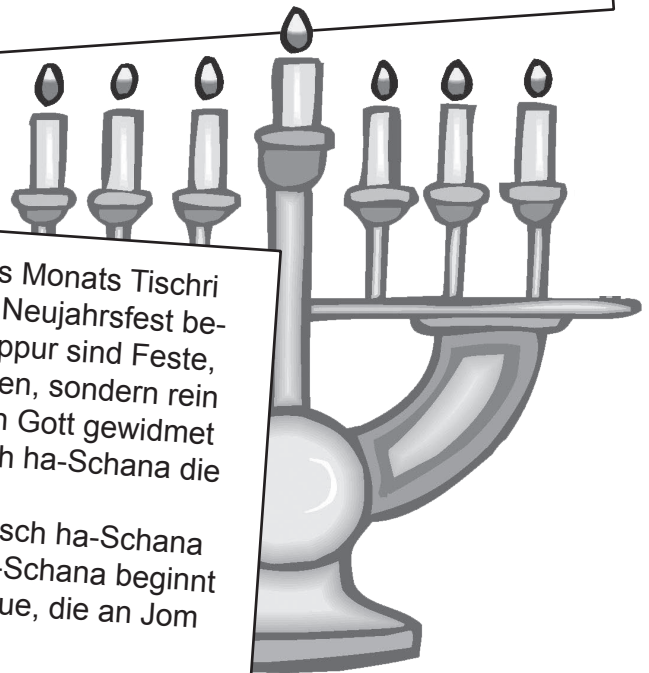 s Monats Tischri
Neujahrsfest be-
ppur sind Feste,
en, sondern rein
n Gott gewidmet
h ha-Schana die
sch ha-Schana
-Schana beginnt
ue, die an Jom